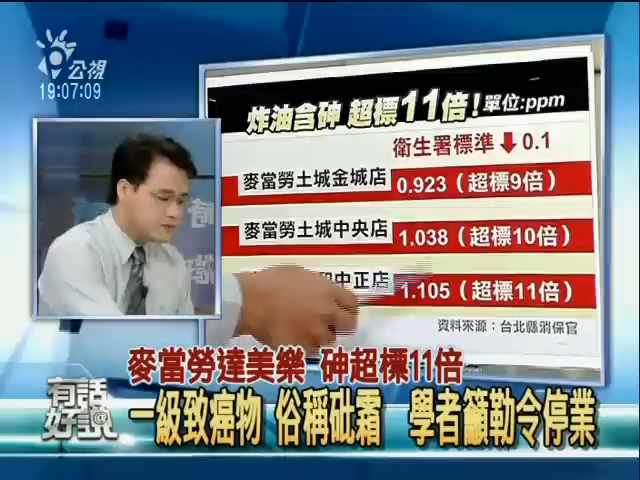 公視
19:07:09
炸油含砷 超標11倍! 單位:ppm
衛生署標準 0.1
麥當勞土城金城店 0.923 (超標9倍)
麥當勞土城中央店 1.038 (超標10倍)
中正店 1.105 (超標11倍)
資料來源：台北縣消保官
麥當勞達美樂 砷超標11倍
有話好說@
一級致癌物 俗稱砒霜 學者籲勒令停業